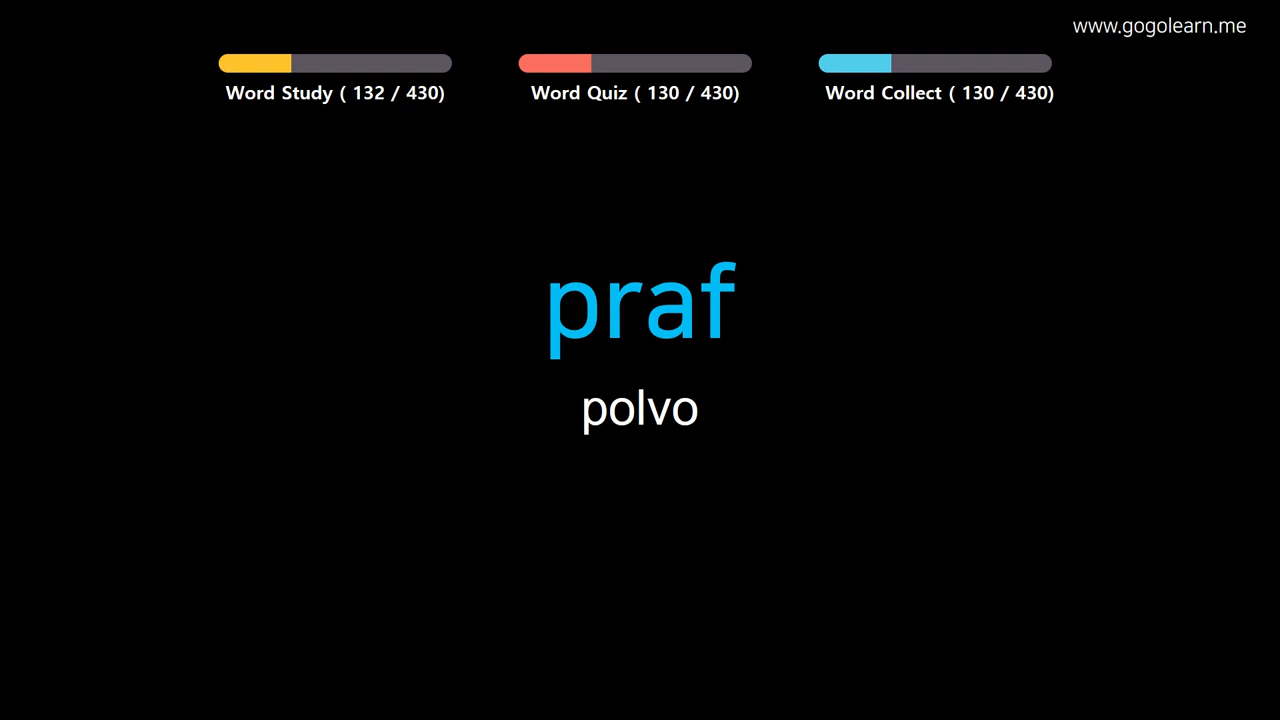 www.gogolearn.me
Word Study ( 132 / 430)
Word Quiz ( 130 / 430)
Word Collect ( 130 / 430)
praf
polvo